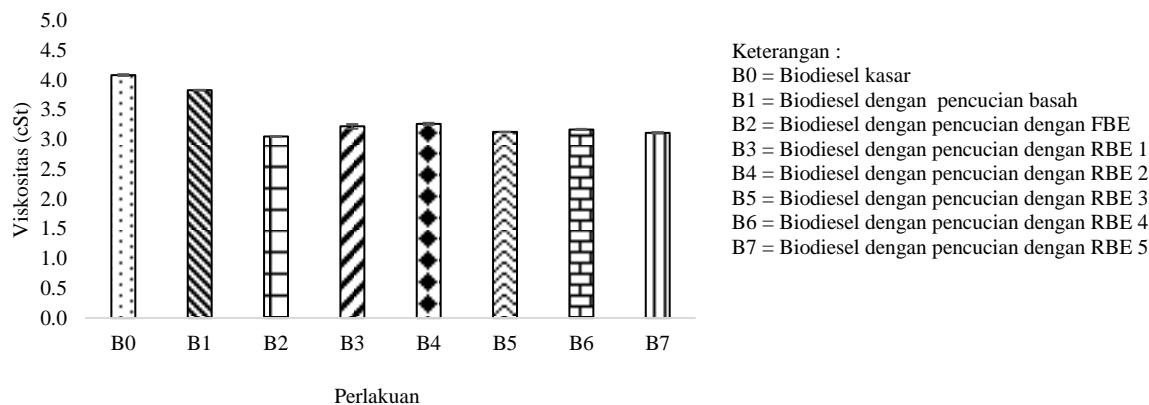 5.0
4.5
4.0
3.5
3.0
2.5
2.0
1.5
1.0
0.5
0.0
Viskositas (cSt)
B0 B1 B2 B3 B4 B5 B6 B7
Perlakuan
Keterangan :
B0 = Biodiesel kasar
B1 = Biodiesel dengan pencucian basah
B2 = Biodiesel dengan pencucian dengan FBE
B3 = Biodiesel dengan pencucian dengan RBE 1
B4 = Biodiesel dengan pencucian dengan RBE 2
B5 = Biodiesel dengan pencucian dengan RBE 3
B6 = Biodiesel dengan pencucian dengan RBE 4
B7 = Biodiesel dengan pencucian dengan RBE 5